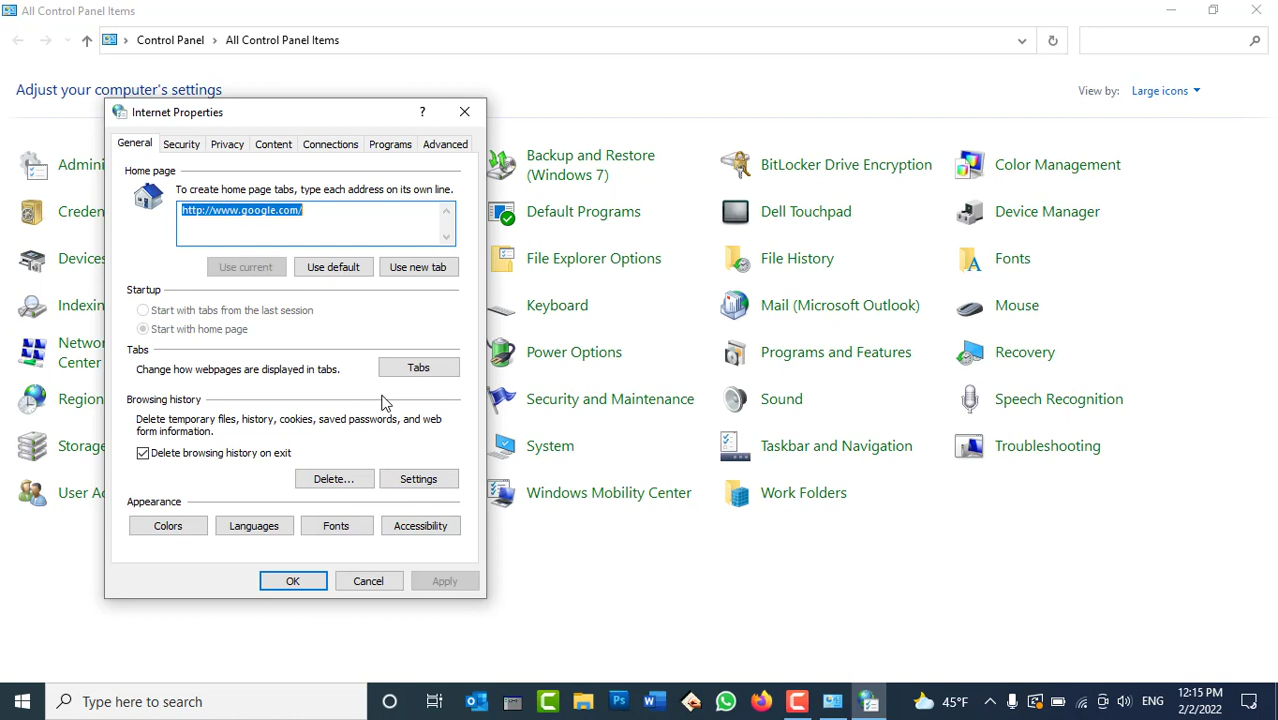 All Control Panel Items
Control Panel > All Control Panel Items
Adjust your computer's settings
View by: Large icons
Internet Properties
?
General Security Privacy Content Connections Programs Advanced
Home page
To create home page tabs, type each address on its own line.
http://www.google.com/
Use current Use default Use new tab
Startup
Start with tabs from the last session
Start with home page
Tabs
Change how webpages are displayed in tabs. Tabs
Browsing history
Delete temporary files, history, cookies, saved passwords, and web
form information.
Delete browsing history on exit
Delete... Settings
Appearance
Colors Languages Fonts Accessibility
OK Cancel Apply
Admini
Creden
Devices
Indexin
Netwo
Center
Region
Storage
User Ac
Backup and Restore
(Windows 7)
Default Programs
File Explorer Options
Keyboard
Power Options
Security and Maintenance
System
Windows Mobility Center
BitLocker Drive Encryption
Dell Touchpad
File History
Mail (Microsoft Outlook)
Programs and Features
Sound
Taskbar and Navigation
Work Folders
Color Management
Device Manager
Fonts
Mouse
Recovery
Speech Recognition
Troubleshooting
Type here to search
45°F
ENG
12:15 PM
2/2/2022